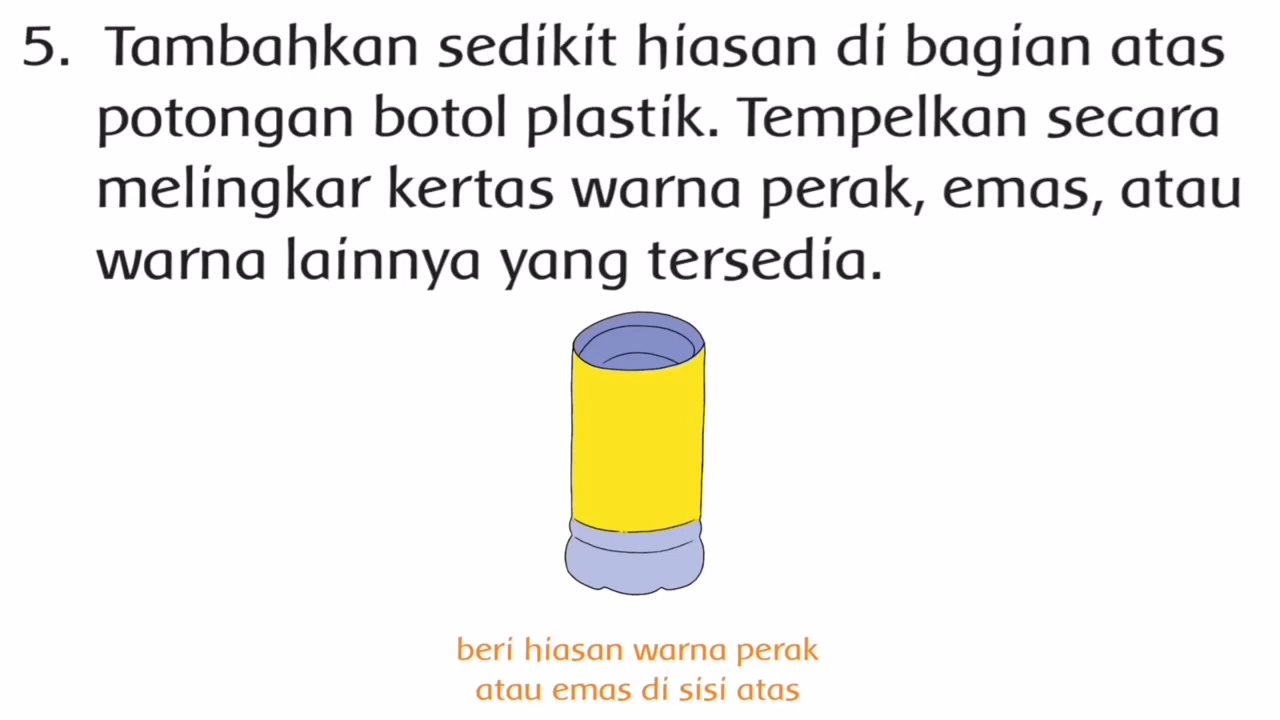 5. Tambahkan sedikit hiasan di bagian atas
potongan botol plastik. Tempelkan secara
melingkar kertas warna perak, emas, atau
warna lainnya yang tersedia.
beri hiasan warna perak
atau emas di sisi atas